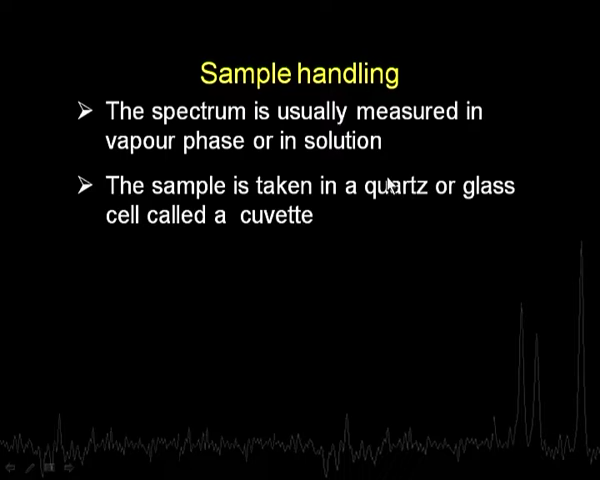 Sample handling
The spectrum is usually measured in
vapour phase or in solution
The sample is taken in a quartz or glass
cell called a cuvette